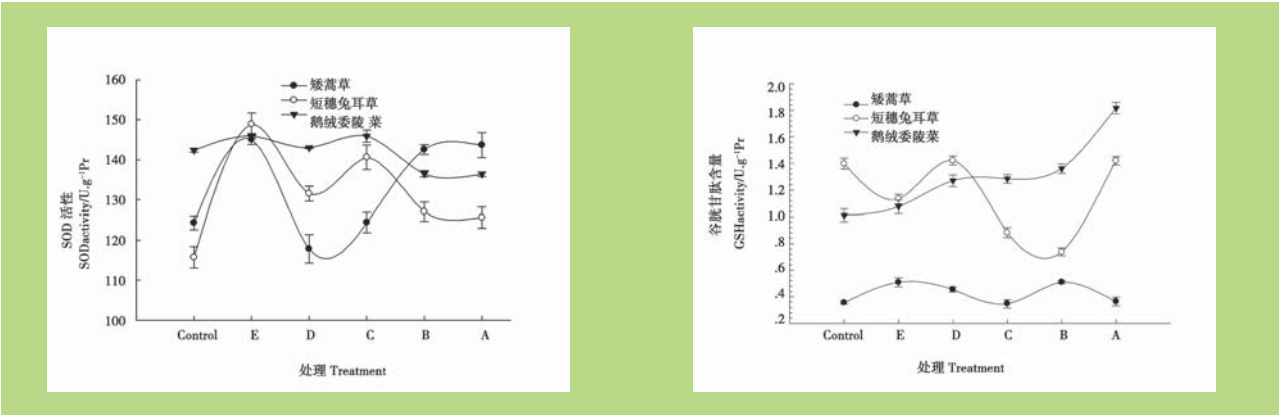 160
150
140
130
120
110
100
SOD 活性
SODactivity/U.g⁻¹Pr
矮蒿草
短穗兔耳草
鹅绒委陵 菜
Control E D C B A
处理 Treatment
2.0
1.8
1.6
1.4
1.2
1.0
.8
.6
.4
.2
谷胱甘肽含量
GSHactivity/U.g⁻¹Pr
矮蒿草
短穗兔耳草
鹅绒委陵菜
Control E D C B A
处理 Treatment